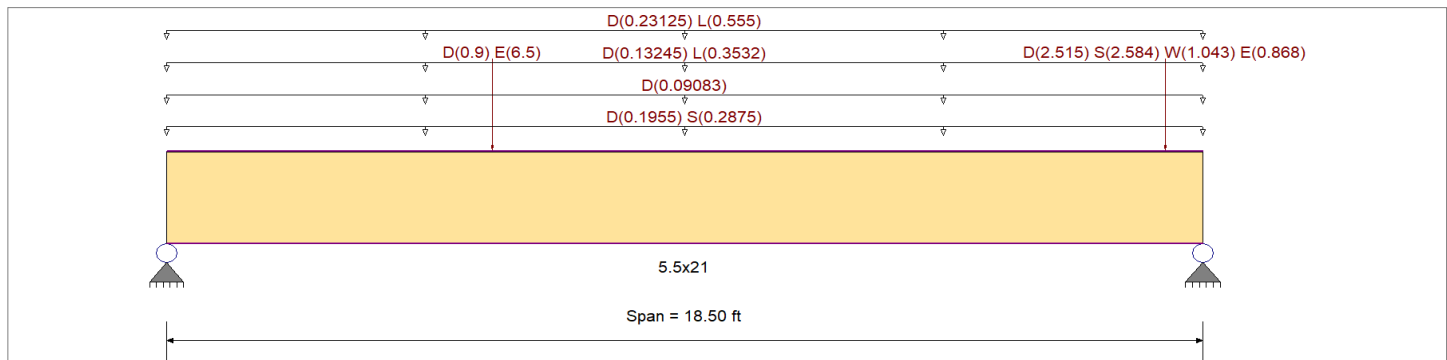 D(0.23125) L(0.555)
D(0.9) E(6.5) D(0.13245) L(0.3532) D(2.515) S(2.584) W(1.043) E(0.868)
D(0.09083)
D(0.1955) S(0.2875)
5.5x21
Span = 18.50 ft